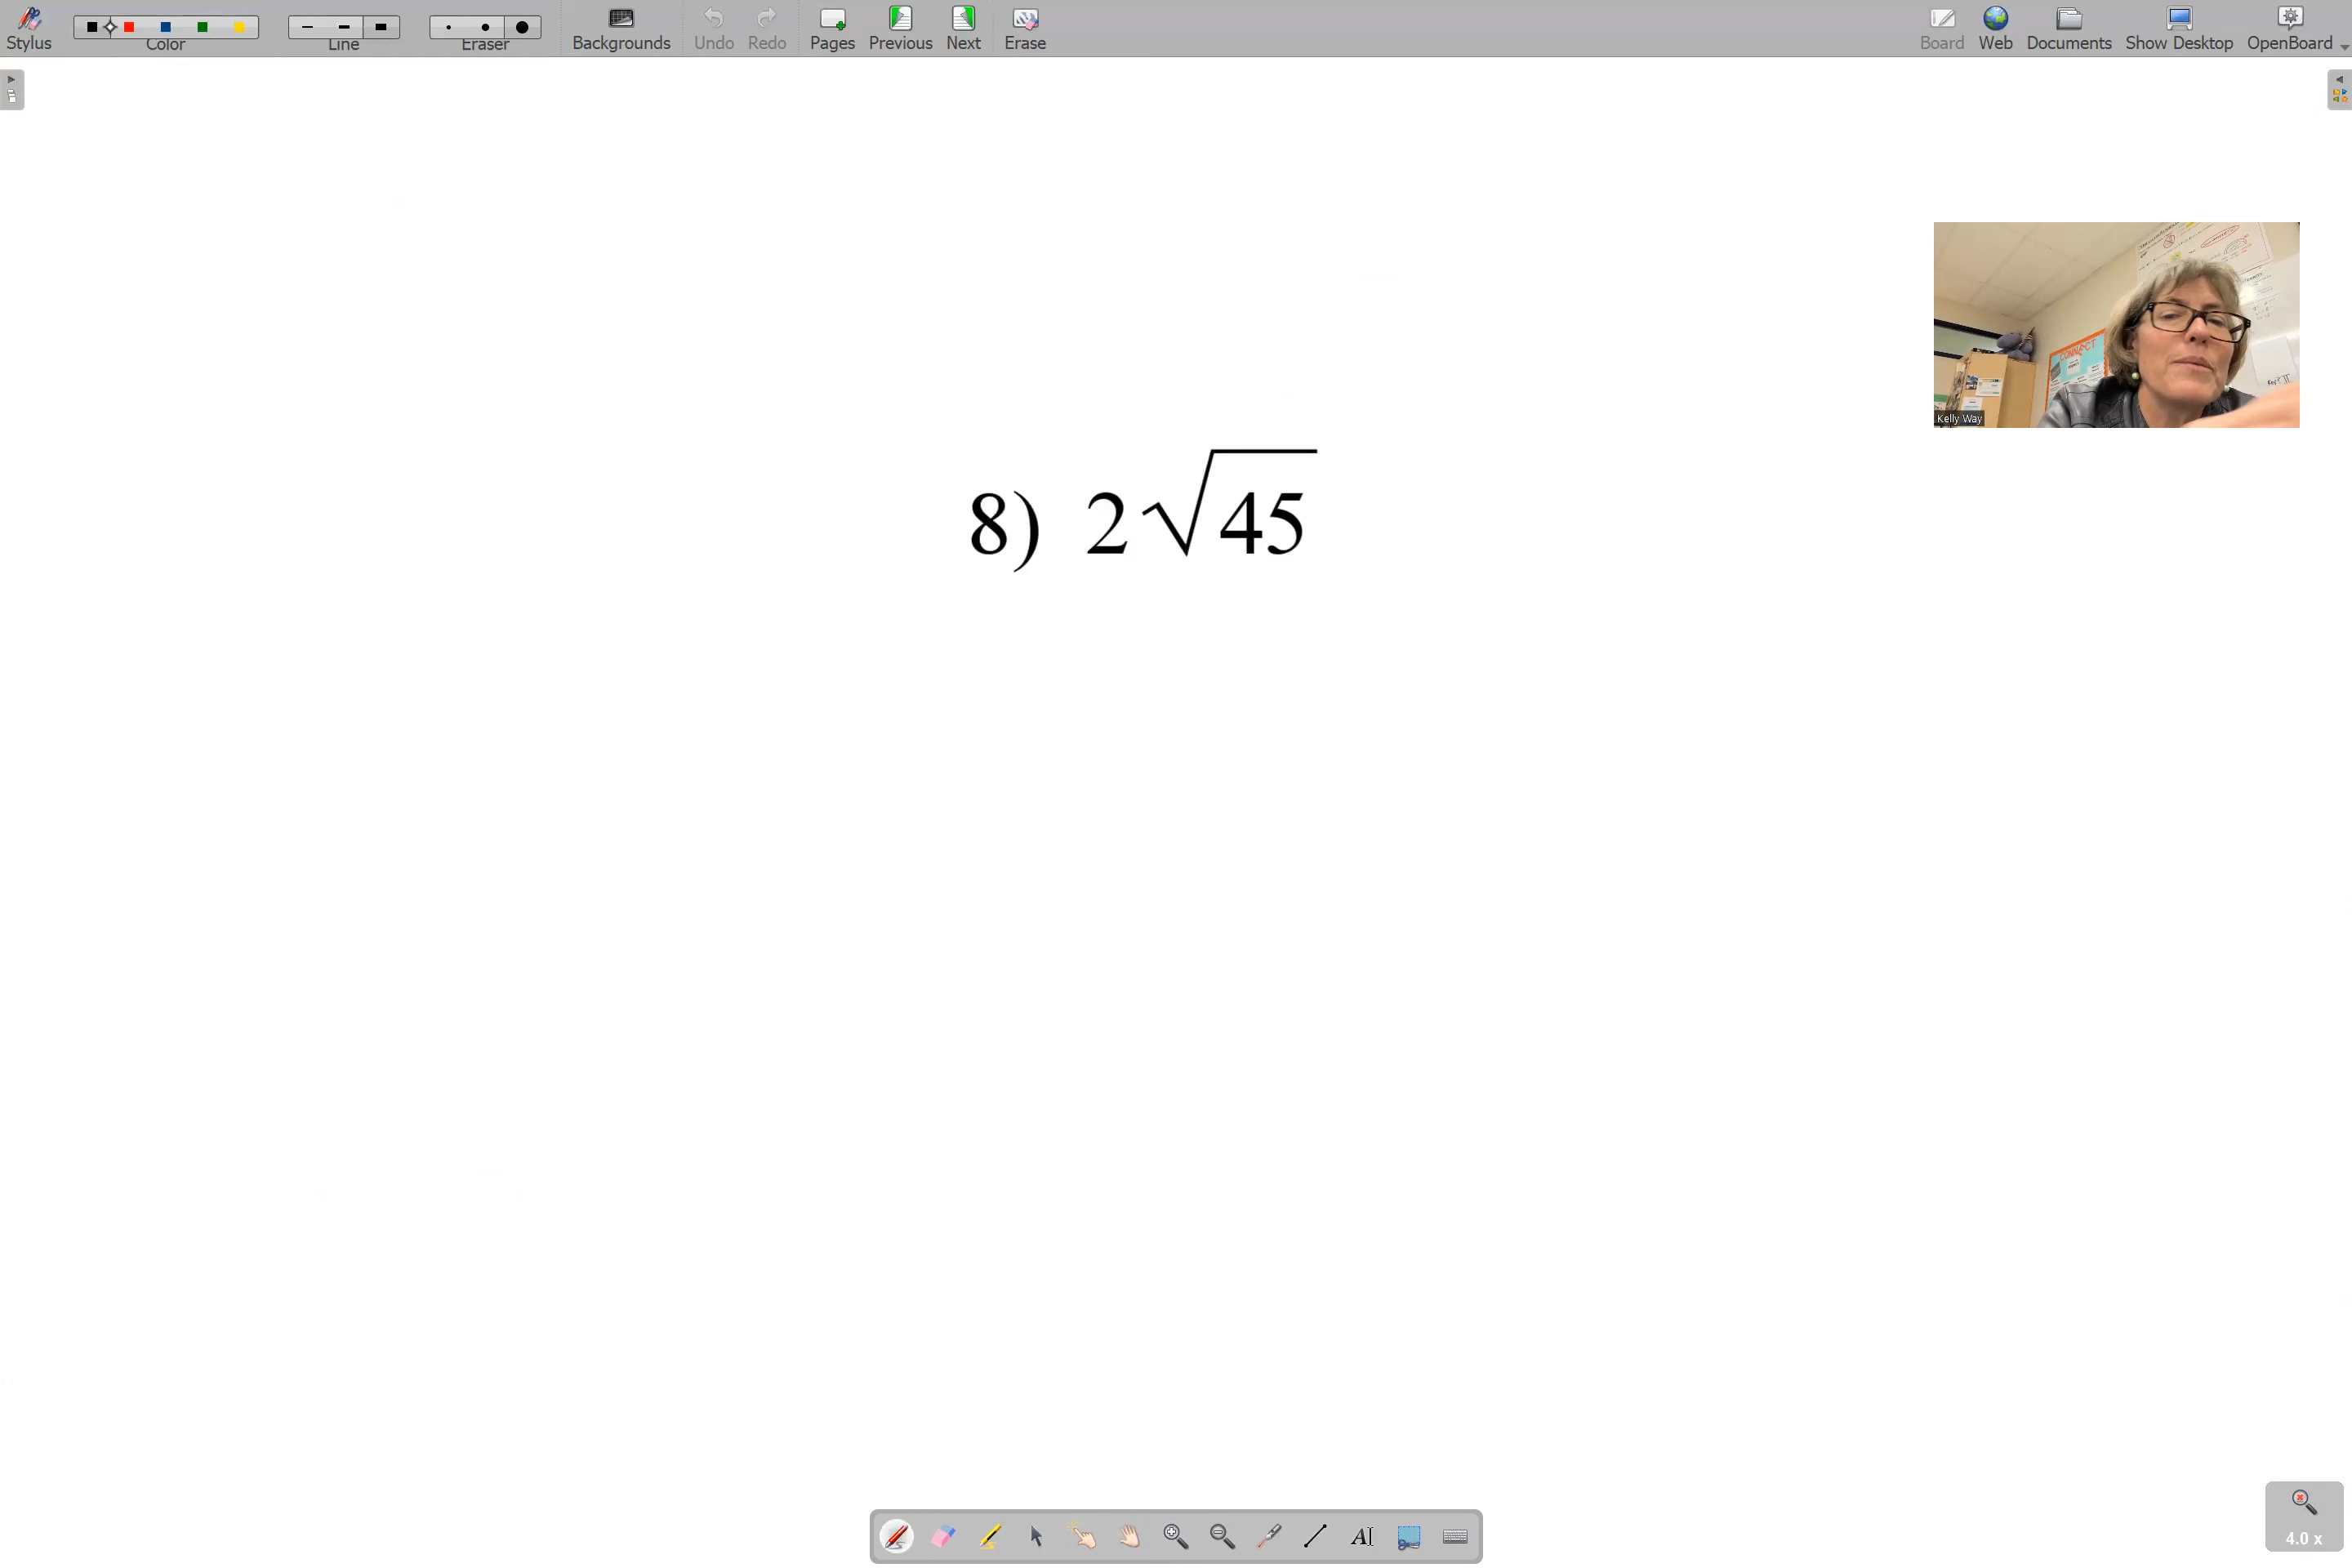 Stylus Color Line Eraser Backgrounds Undo Redo Pages Previous Next Erase Board Web Documents Show Desktop OpenBoard
CONNECT
Kelly Way
8) 2√45
4.0 x